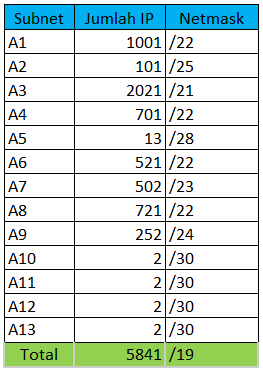 Subnet Jumlah IP Netmask
A1 1001 /22
A2 101 /25
A3 2021 /21
A4 701 /22
A5 13 /28
A6 521 /22
A7 502 /23
A8 721 /22
A9 252 /24
A10 2 /30
A11 2 /30
A12 2 /30
A13 2 /30
Total 5841 /19